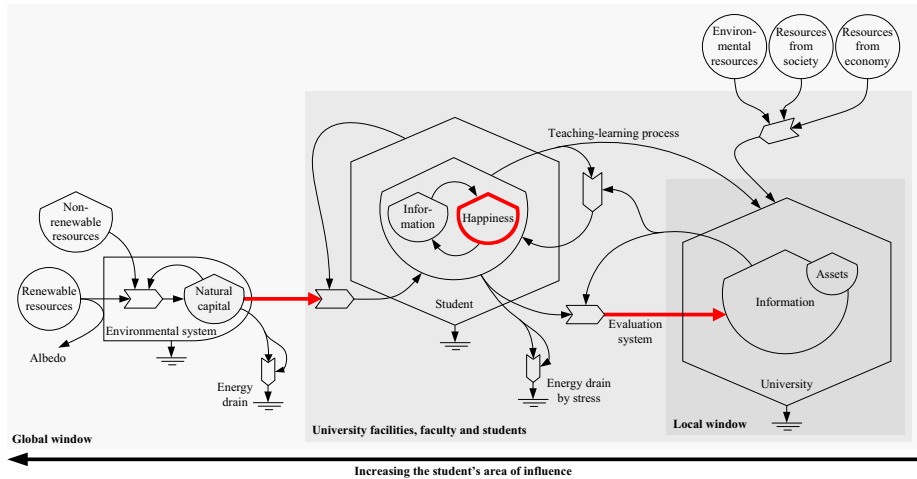 Environ-
mental
resources
Resources
from
society
Resources
from
economy
Teaching-learning process
Non-
renewable
resources
Infor-
mation
Happiness
Assets
Renewable
resources
Natural
capital
Information
Student
Environmental system
Evaluation
system
Albedo
Energy
drain
Energy drain
by stress
University
Global window
University facilities, faculty and students
Local window
Increasing the student's area of influence